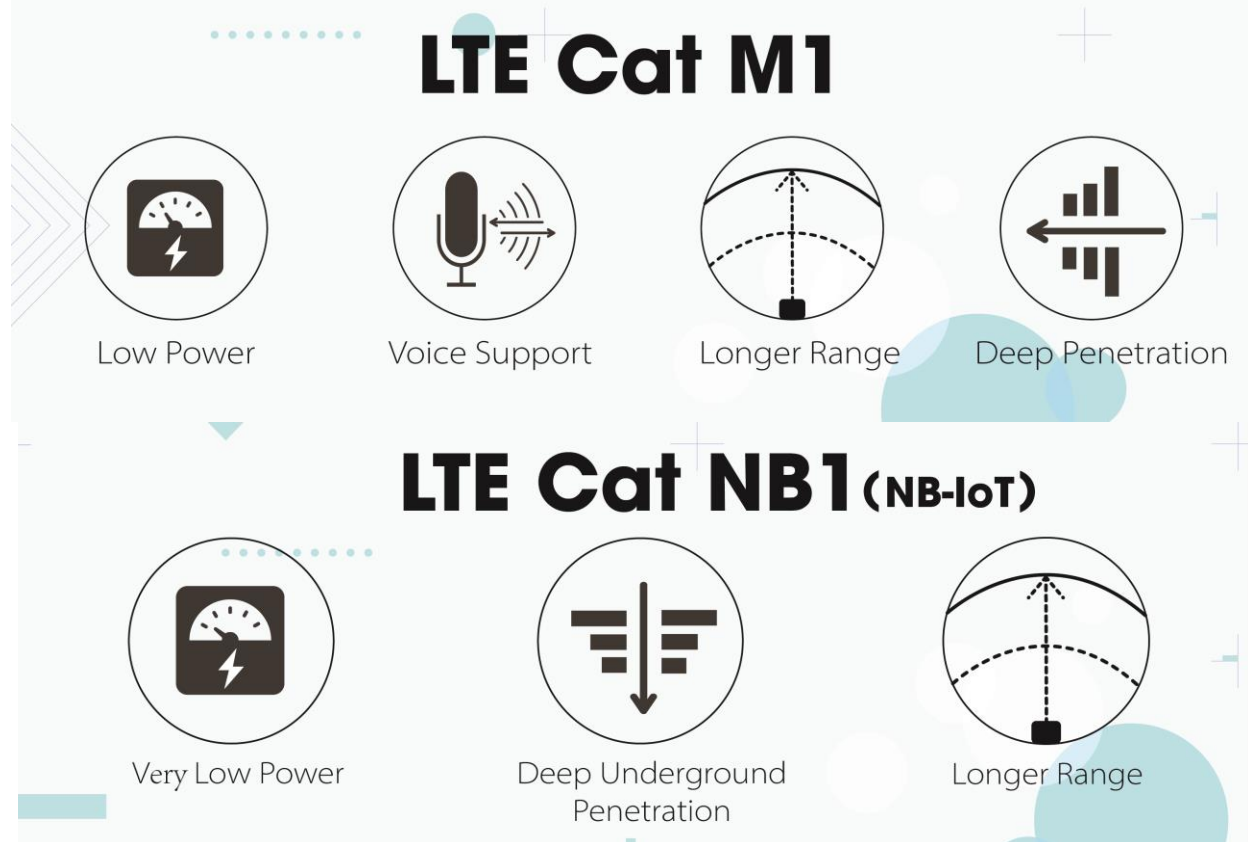 LTE Cat M1
Low Power
Voice Support
Longer Range
Deep Penetration
LTE Cat NB1 (NB-IoT)
Very Low Power
Deep Underground
Penetration
Longer Range